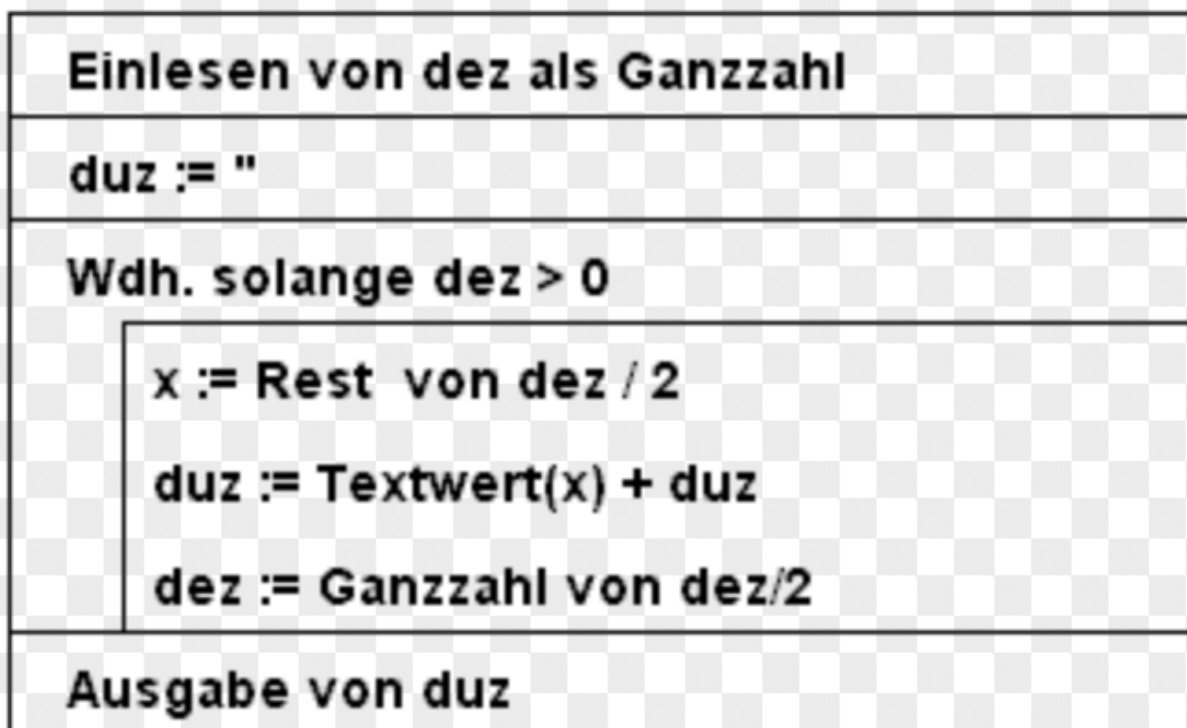 Einlesen von dez als Ganzzahl
duz := "
Wdh. solange dez > 0
x := Rest von dez / 2
duz := Textwert(x) + duz
dez := Ganzzahl von dez/2
Ausgabe von duz